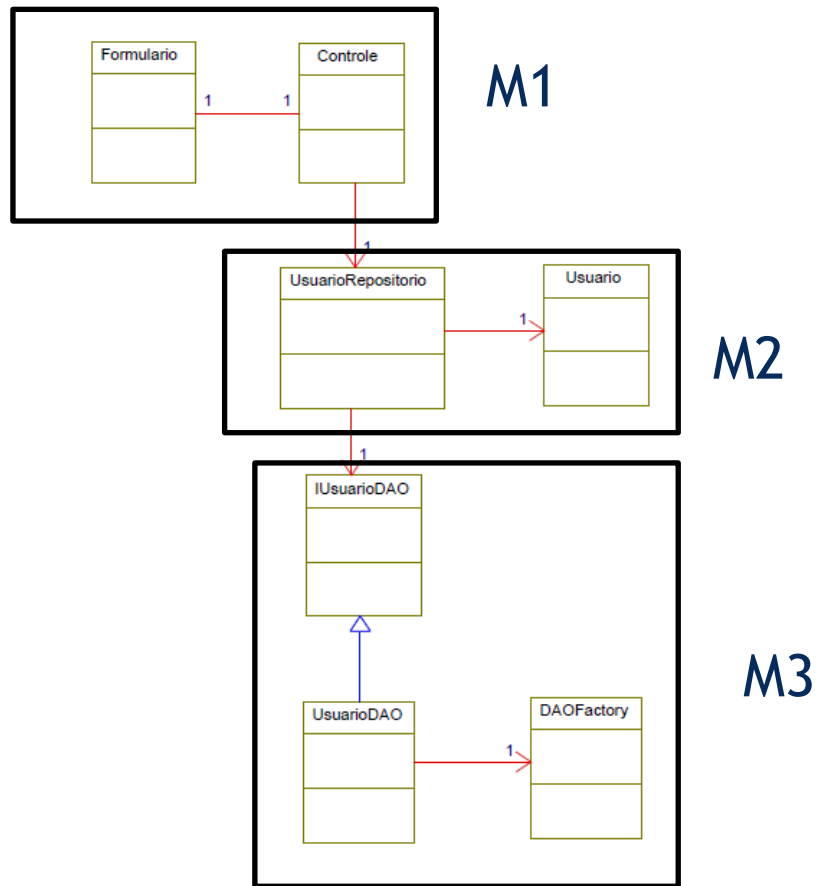 Formulario
Controle
M1
1
1
1
UsuarioRepositorio
Usuario
1
M2
1
IUsuarioDAO
M3
UsuarioDAO
DAOFactory
1